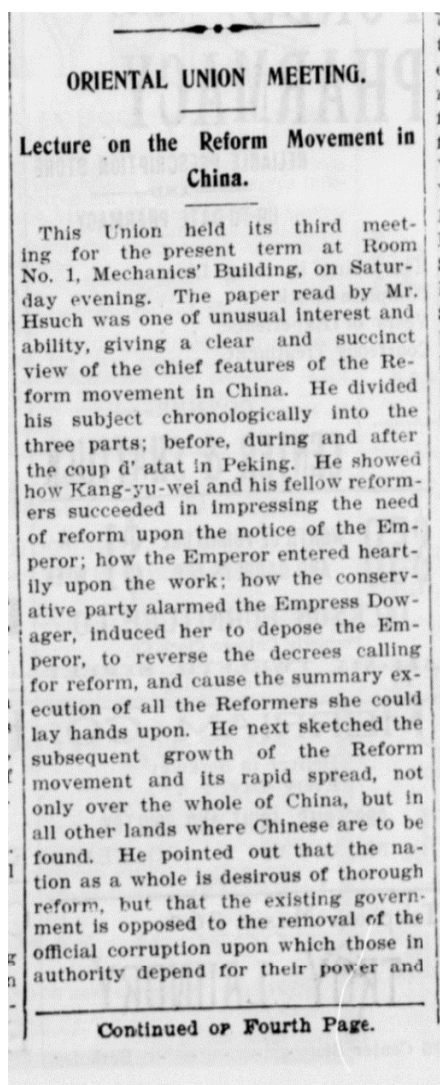 ORIENTAL UNION MEETING.
Lecture on the Reform Movement in
China.
This Union held its third meet-
ing for the present term at Room
No. 1, Mechanics' Building, on Satur-
day evening. The paper read by Mr.
Hsuch was one of unusual interest and
ability, giving a clear and succinct
view of the chief features of the Re-
form movement in China. He divided
his subject chronologically into the
three parts; before, during and after
the coup d' atat in Peking. He showed
how Kang-yu-wei and his fellow reform-
ers succeeded in impressing the need
of reform upon the notice of the Em-
peror; how the Emperor entered heart-
ily upon the work; how the conserv-
ative party alarmed the Empress Dow-
ager, induced her to depose the Em-
peror, to reverse the decrees calling
for reform, and cause the summary ex-
ecution of all the Reformers she could
lay hands upon. He next sketched the
subsequent growth of the Reform
movement and its rapid spread, not
only over the whole of China, but in
all other lands where Chinese are to be
found. He pointed out that the na-
tion as a whole is desirous of thorough
reform, but that the existing govern-
ment is opposed to the removal of the
official corruption upon which those in
authority depend for their power and
Continued or Fourth Page.